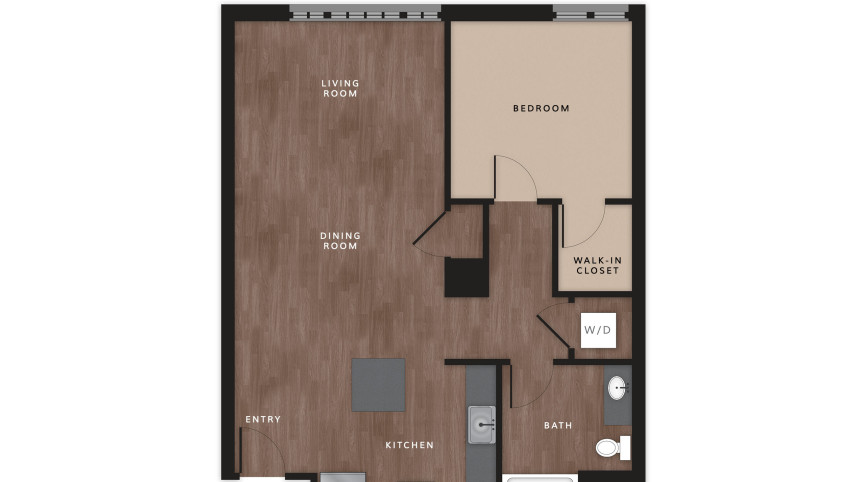 LIVING
ROOM
BEDROOM
DINING
ROOM
WALK-IN
CLOSET
W/D
ENTRY
BATH
KITCHEN